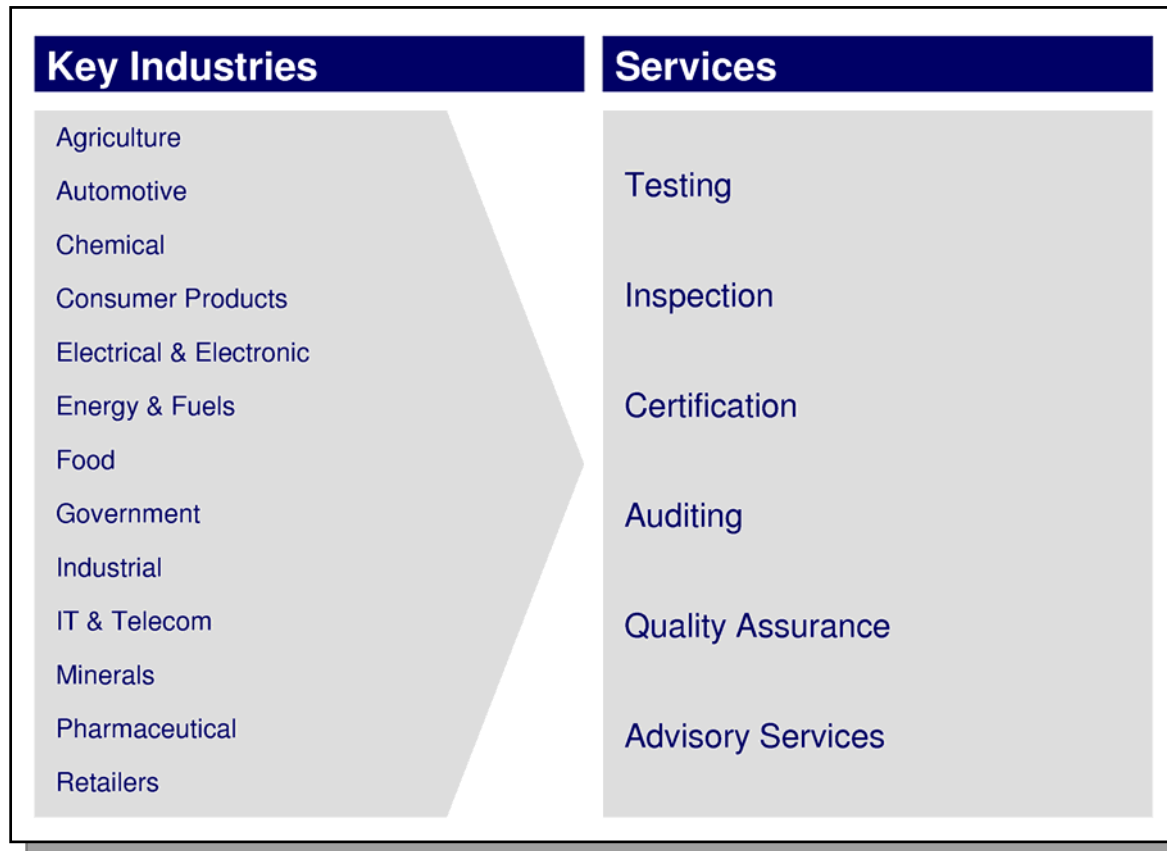 Key Industries
Agriculture
Automotive
Chemical
Consumer Products
Electrical & Electronic
Energy & Fuels
Food
Government
Industrial
IT & Telecom
Minerals
Pharmaceutical
Retailers
Services
Testing
Inspection
Certification
Auditing
Quality Assurance
Advisory Services